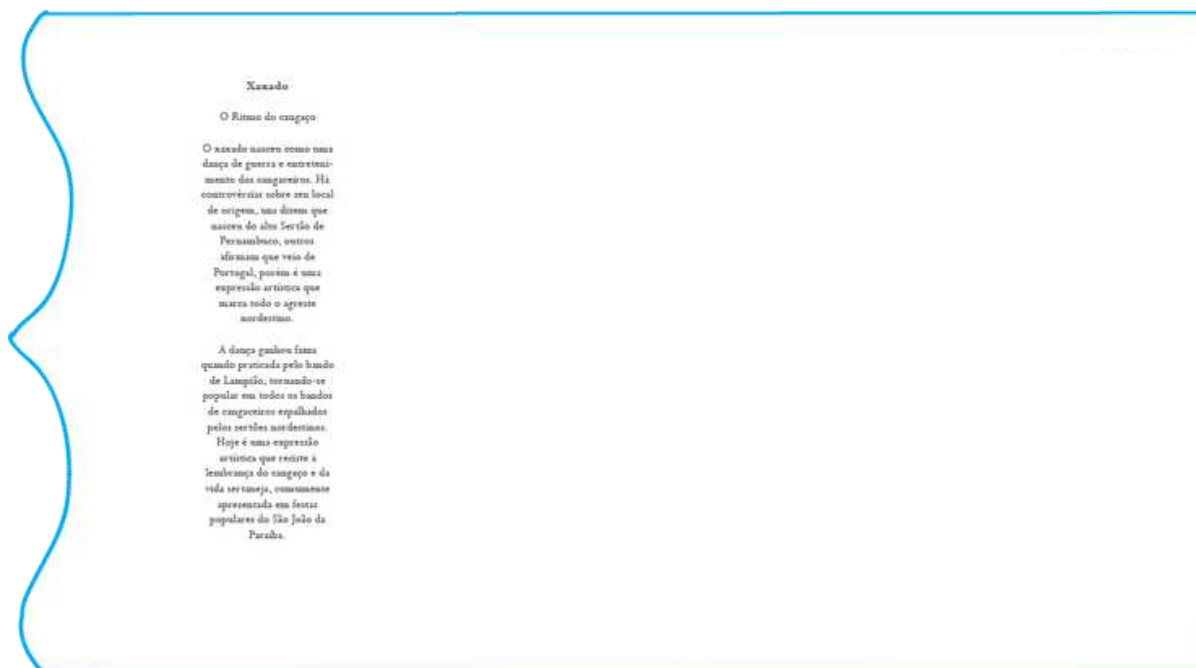 Xaxado
O Ritmo do cangaço
O xaxado nasceu como uma
dança de guerra e entreteni-
mento dos cangaceiros. Há
controvérsias sobre seu local
de origem, uns dizem que
nasceu do alto Sertão de
Pernambuco, outros
afirmam que veio de
Portugal, porém é uma
expressão artística que
marca todo o agreste
nordestino.
A dança ganhou fama
quando praticada pelo bando
de Lampião, tornando-se
popular em todos os bandos
de cangaceiros espalhados
pelos sertões nordestinos.
Hoje é uma expressão
artística que resiste à
lembrança do cangaço e da
vida sertaneja, comumente
apresentada em festas
populares do São João da
Paraíba.